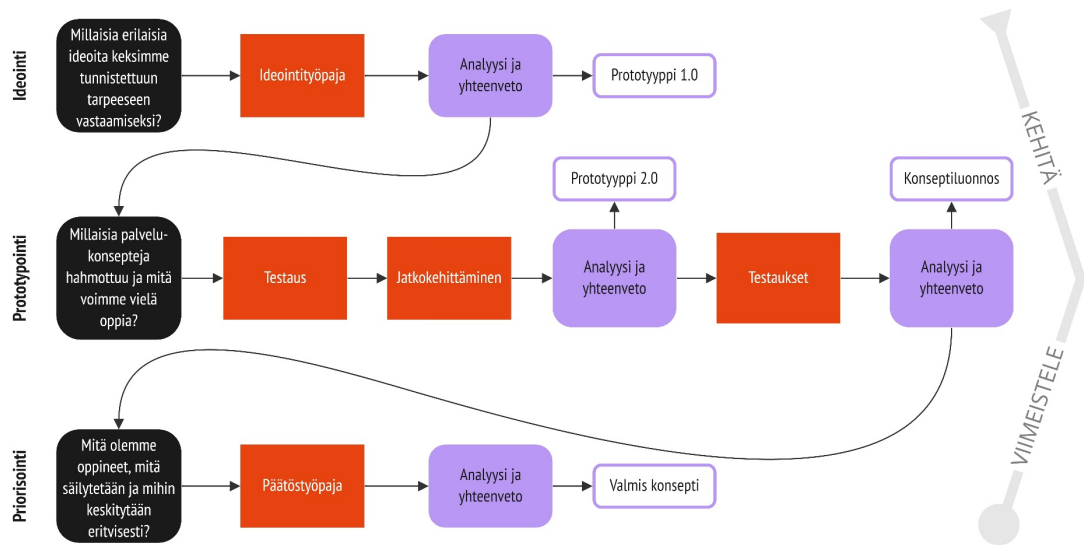 Ideointi
Millaisia erilaisia
ideoita keksimme
tunnistettuun
tarpeeseen
vastaamiseksi?
Ideointityöpaja
Analyysi ja
yhteenveto
Prototyyppi 1.0
Prototypointi
Millaisia palvelu-
konsepteja
hahmottuu ja mitä
voimme vielä
oppia?
Testaus
Jatkokehittäminen
Prototyyppi 2.0
Analyysi ja
yhteenveto
Testaukset
Konseptiluonnos
Analyysi ja
yhteenveto
Priorisointi
Mitä olemme
oppineet, mitä
säilytetään ja mihin
keskitytään
eritvisesti?
Päätöstyöpaja
Analyysi ja
yhteenveto
Valmis konsepti
KEHITÄ
VIIMEISTELE